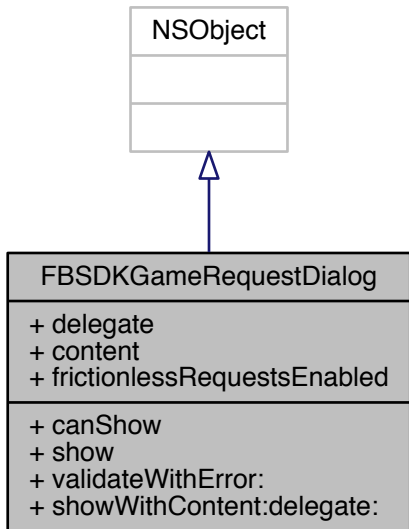 NSObject
FBSDKGameRequestDialog
+ delegate
+ content
+ frictionlessRequestsEnabled
+ canShow
+ show
+ validateWithError:
+ showWithContent:delegate: